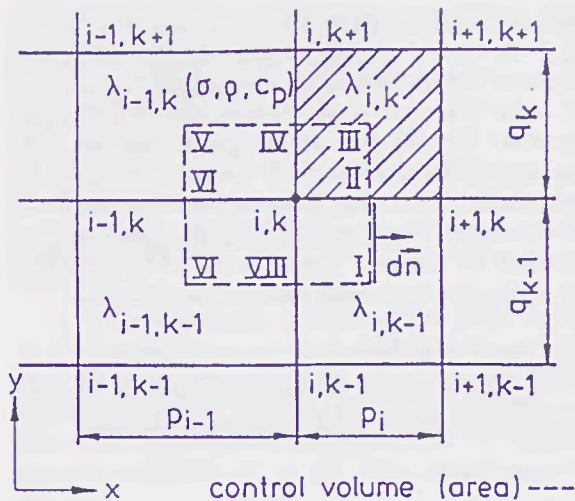 i-1,k+1 i,k+1 i+1,k+1
λi-1,k (σ,ρ,cp) λi,k
V IV III
VI II
qk
i-1,k i,k i+1,k
VI VIII I dn
qk-1
λi-1,k-1 λi,k-1
i-1,k-1 i,k-1 i+1,k-1
y
pi-1 pi
x control volume (area) ---